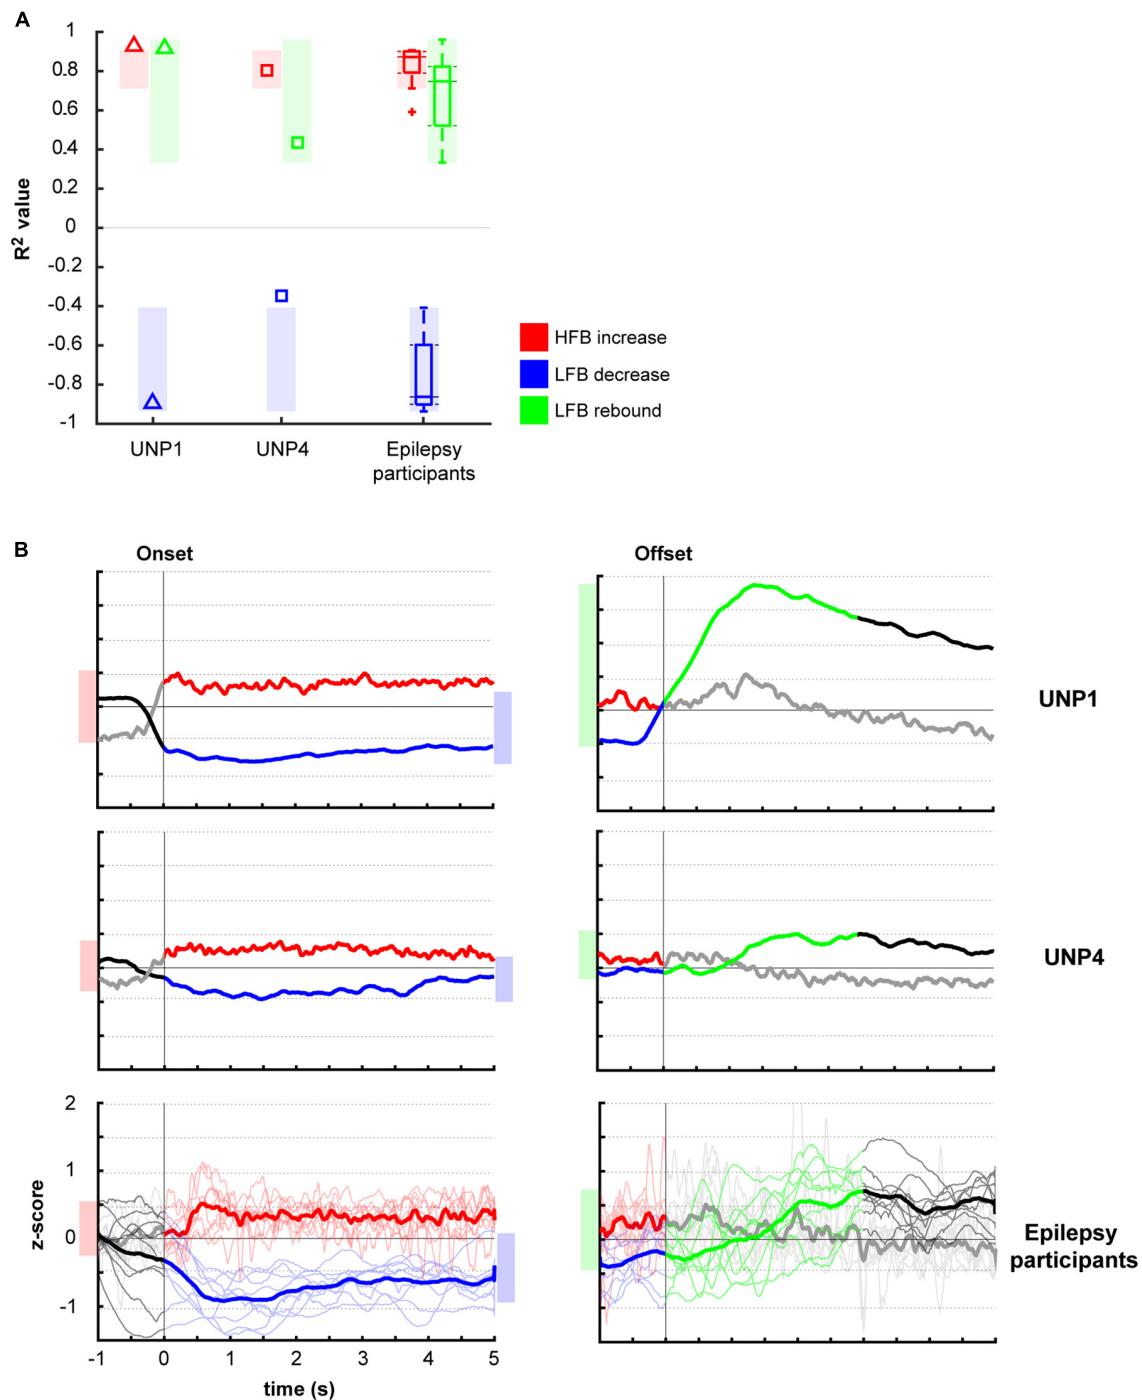 A
1
0.8
0.6
0.4
0.2
0
-0.2
-0.4
-0.6
-0.8
-1
R² value
UNP1
UNP4
Epilepsy
participants
HFB increase
LFB decrease
LFB rebound
B
Onset
Offset
UNP1
UNP4
2
1
0
-1
z-score
-1
0
1
2
3
4
5
time (s)
Epilepsy
participants